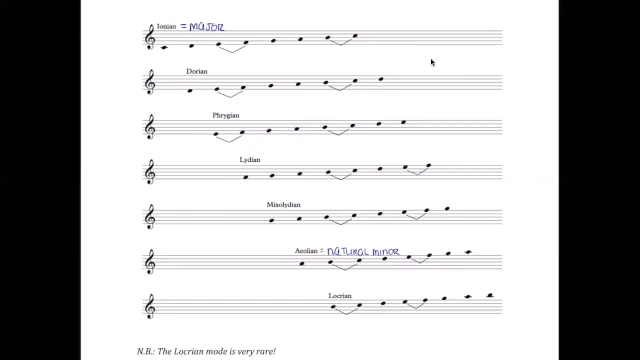 Ionian = MAJOR
Dorian
Phrygian
Lydian
Mixolydian
Aeolian = NATURAL MINOR
Locrian
N.B.: The Locrian mode is very rare!